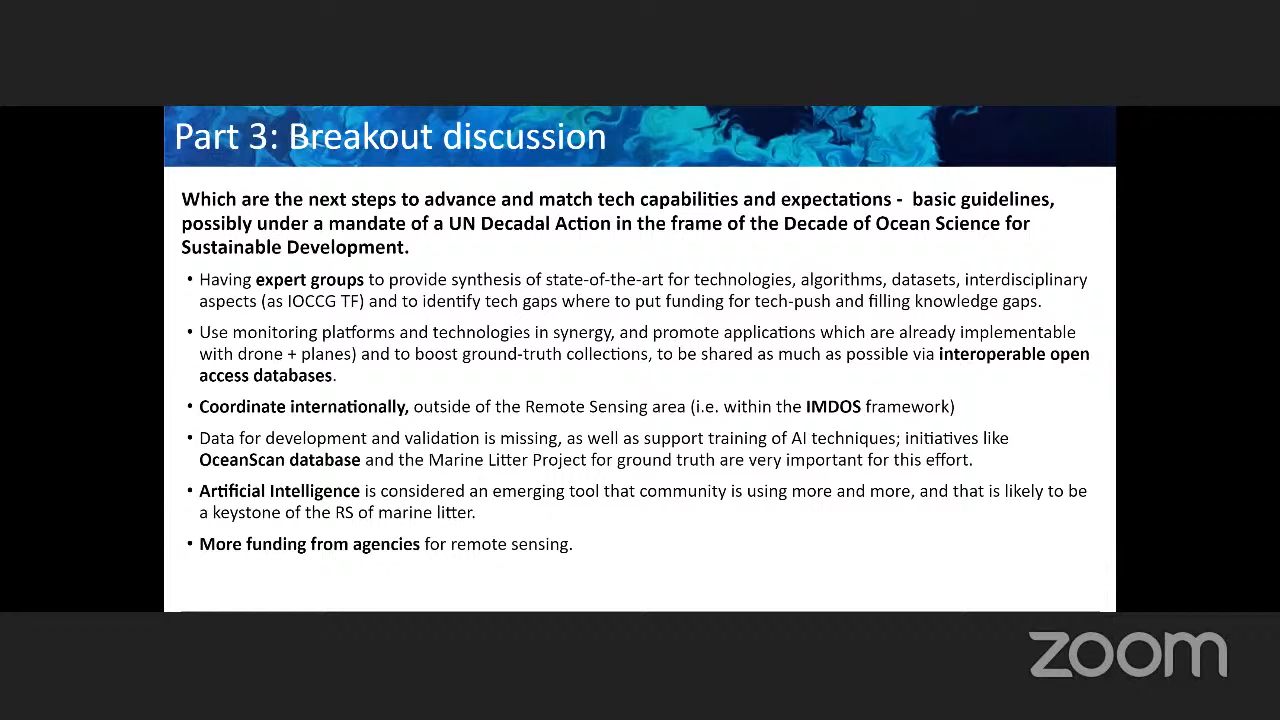 Part 3: Breakout discussion
Which are the next steps to advance and match tech capabilities and expectations - basic guidelines,
possibly under a mandate of a UN Decadal Action in the frame of the Decade of Ocean Science for
Sustainable Development.
• Having expert groups to provide synthesis of state-of-the-art for technologies, algorithms, datasets, interdisciplinary
aspects (as IOCCG TF) and to identify tech gaps where to put funding for tech-push and filling knowledge gaps.
• Use monitoring platforms and technologies in synergy, and promote applications which are already implementable
with drone + planes) and to boost ground-truth collections, to be shared as much as possible via interoperable open
access databases.
• Coordinate internationally, outside of the Remote Sensing area (i.e. within the IMDOS framework)
• Data for development and validation is missing, as well as support training of AI techniques; initiatives like
OceanScan database and the Marine Litter Project for ground truth are very important for this effort.
• Artificial Intelligence is considered an emerging tool that community is using more and more, and that is likely to be
a keystone of the RS of marine litter.
• More funding from agencies for remote sensing.
zoom